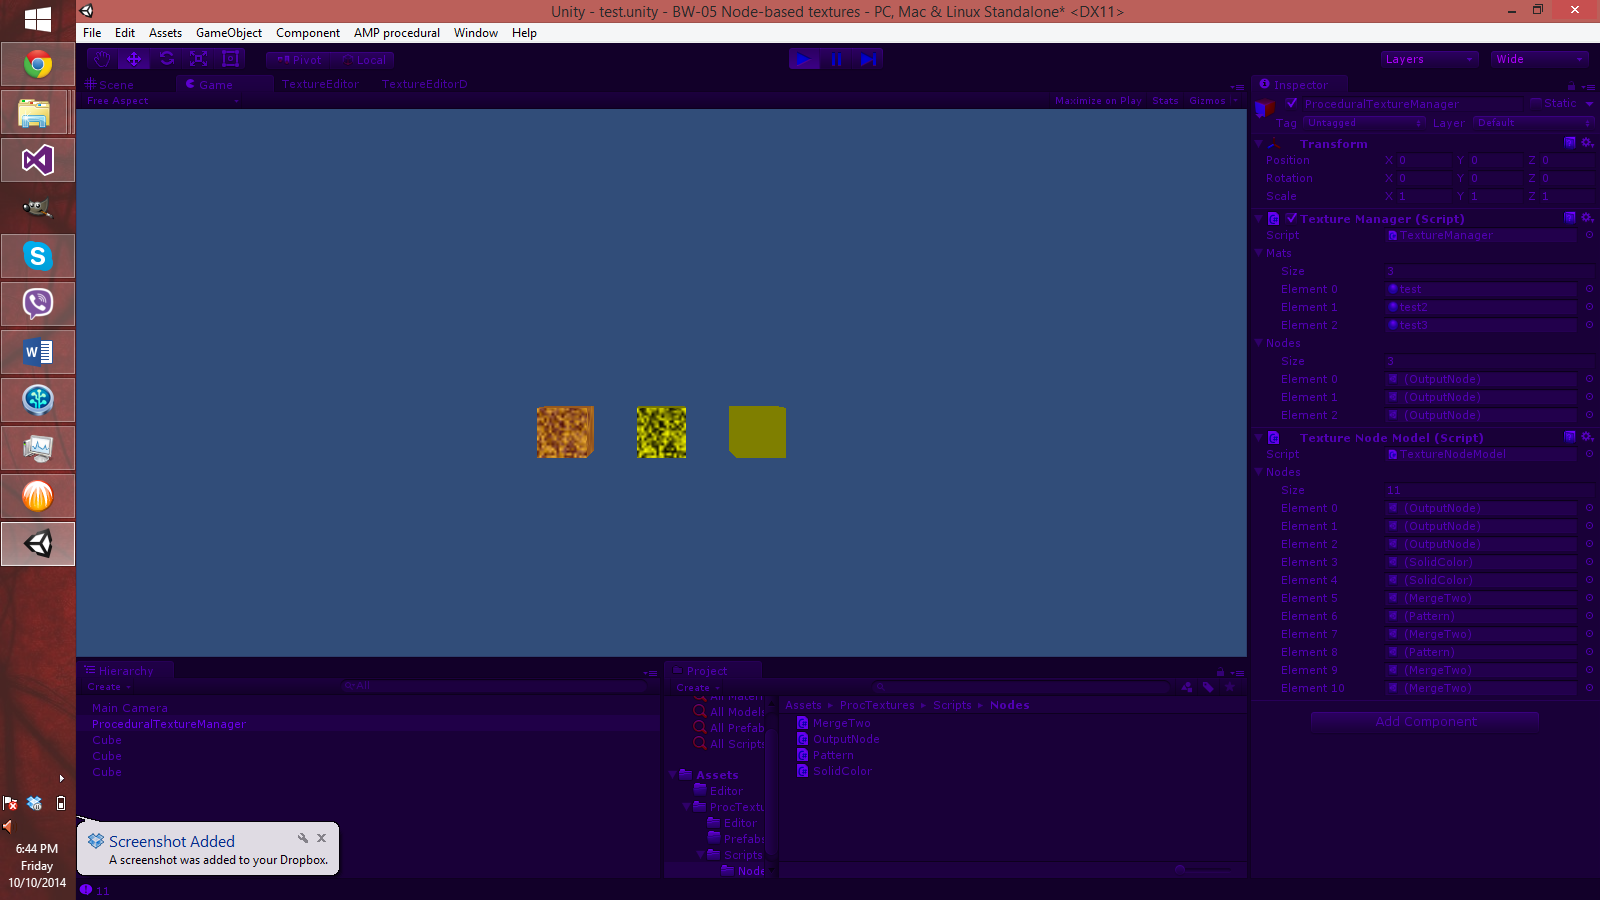 Unity - test.unity - BW-05 Node-based textures - PC, Mac & Linux Standalone* <DX11>
File Edit Assets GameObject Component AMP procedural Window Help
Pivot Local
Layers Wide
Scene Game TextureEditor TextureEditorD
Free Aspect Maximize on Play Stats Gizmos
Inspector
ProceduralTextureManager Static
Tag Untagged Layer Default
Transform
Position X 0 Y 0 Z 0
Rotation X 0 Y 0 Z 0
Scale X 1 Y 1 Z 1
Texture Manager (Script)
Script TextureManager
Mats
Size 3
Element 0 test
Element 1 test2
Element 2 test3
Nodes
Size 3
Element 0 (OutputNode)
Element 1 (OutputNode)
Element 2 (OutputNode)
Texture Node Model (Script)
Script TextureNodeModel
Nodes
Size 11
Element 0 (OutputNode)
Element 1 (OutputNode)
Element 2 (OutputNode)
Element 3 (SolidColor)
Element 4 (SolidColor)
Element 5 (MergeTwo)
Element 6 (Pattern)
Element 7 (MergeTwo)
Element 8 (Pattern)
Element 9 (MergeTwo)
Element 10 (MergeTwo)
Add Component
Hierarchy
Create All
Main Camera
ProceduralTextureManager
Cube
Cube
Cube
Project
Create
All Materi
All Models
All Prefab
All Scripts
Assets
Editor
ProcTextu
Editor
Prefabs
Scripts
Node
Assets ProcTextures Scripts Nodes
MergeTwo
OutputNode
Pattern
SolidColor
Screenshot Added
A screenshot was added to your Dropbox.
6:44 PM
Friday
10/10/2014
11